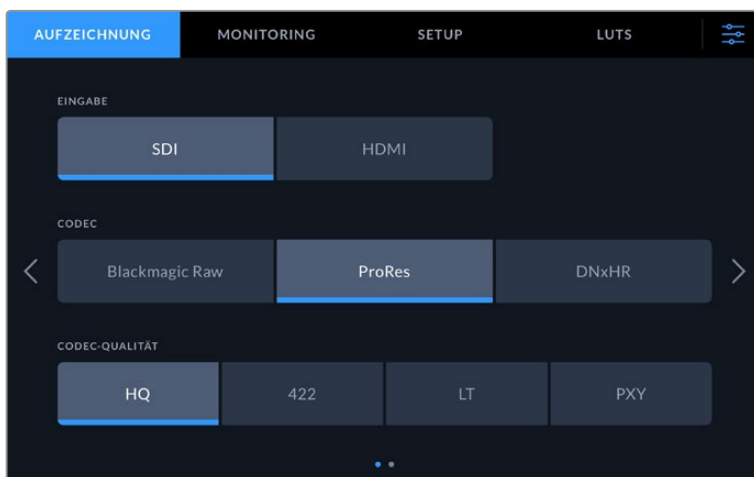 AUFZEICHNUNG MONITORING SETUP LUTS
EINGABE
SDI HDMI
CODEC
Blackmagic Raw ProRes DNxHR
CODEC-QUALITÄT
HQ 422 LT PXY